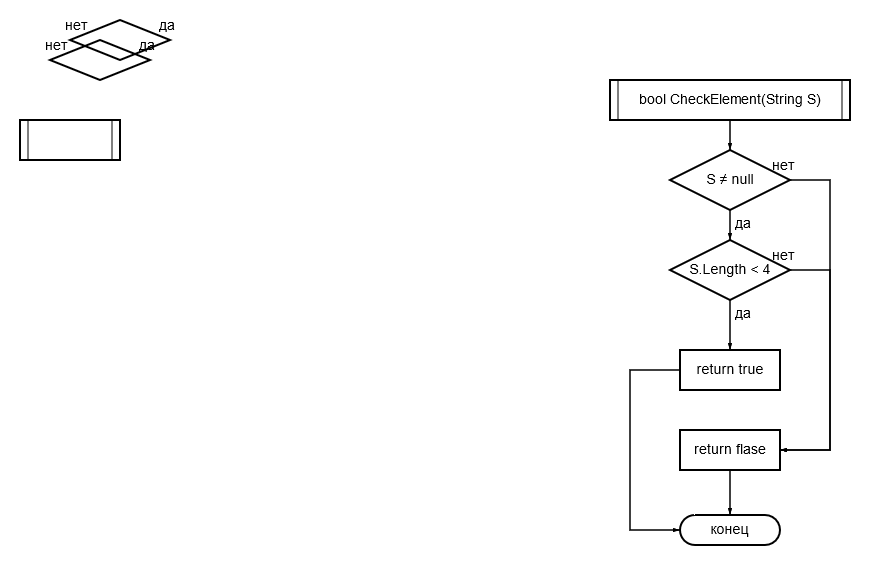 нет
да
нет
да
bool CheckElement(String S)
S ≠ null
нет
да
S.Length < 4
нет
да
return true
return flase
конец